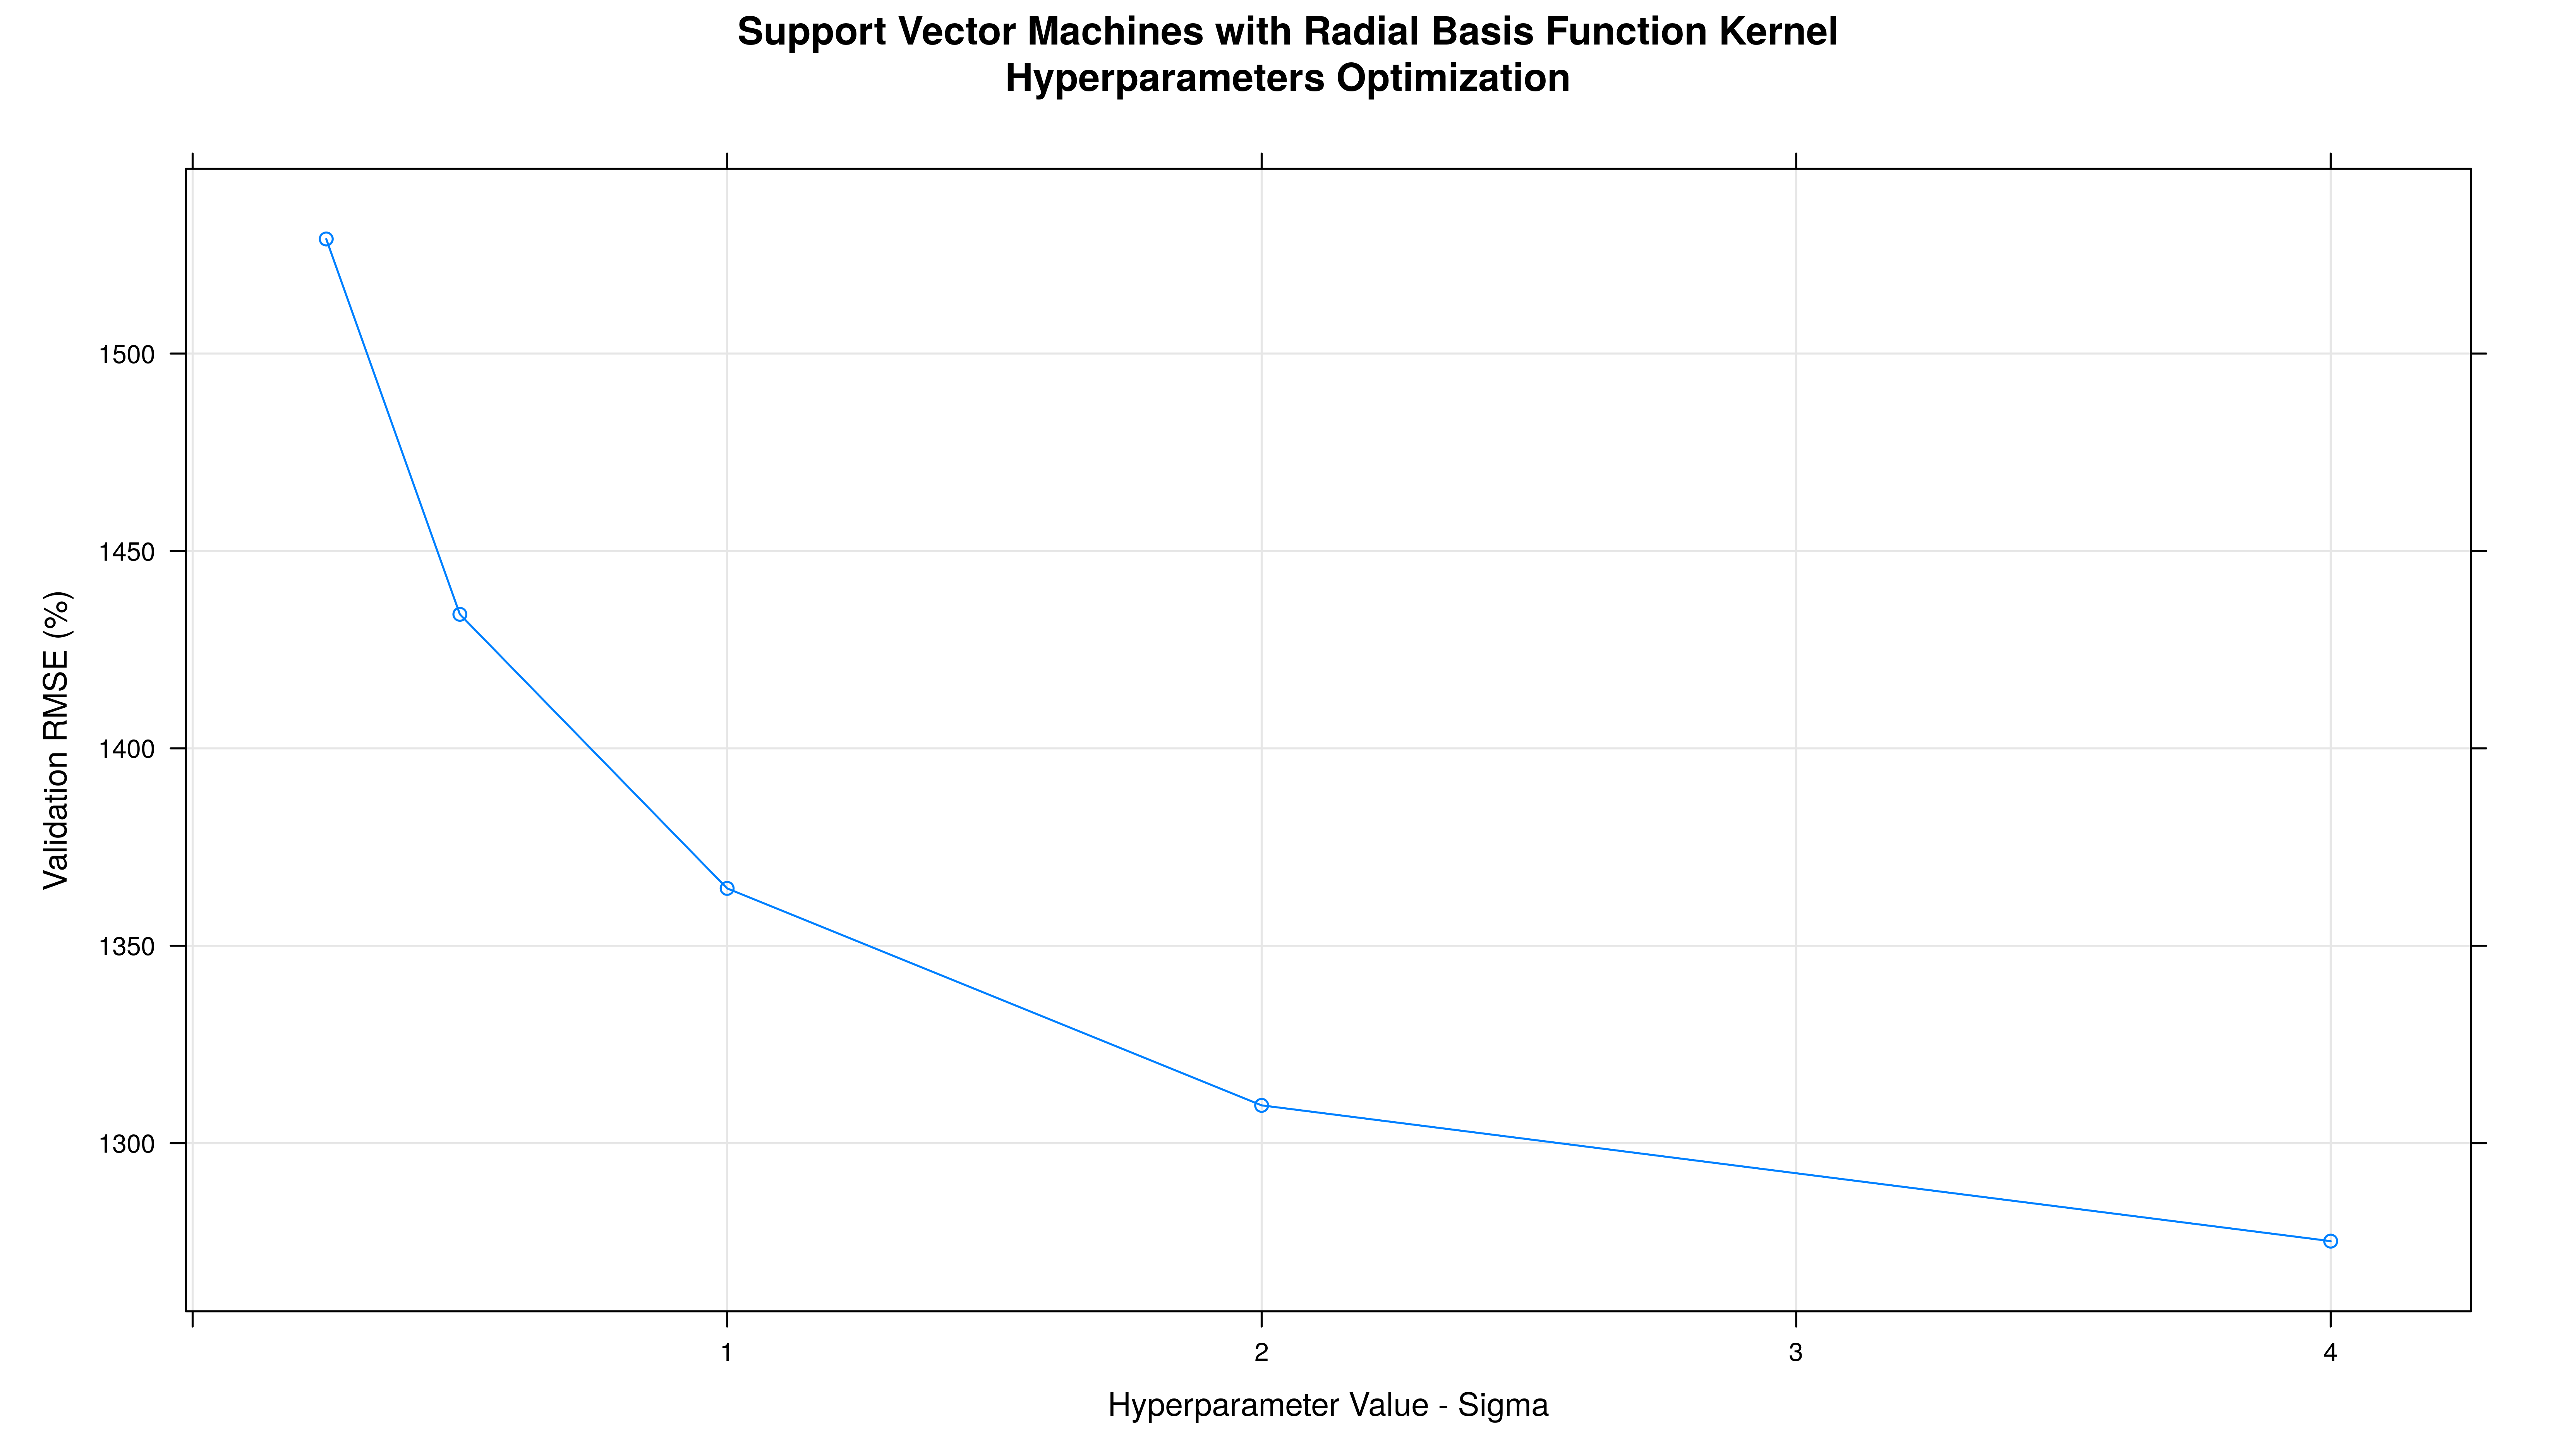 Support Vector Machines with Radial Basis Function Kernel
Hyperparameters Optimization
Validation RMSE (%)
1500
1450
1400
1350
1300
1
2
3
4
Hyperparameter Value - Sigma